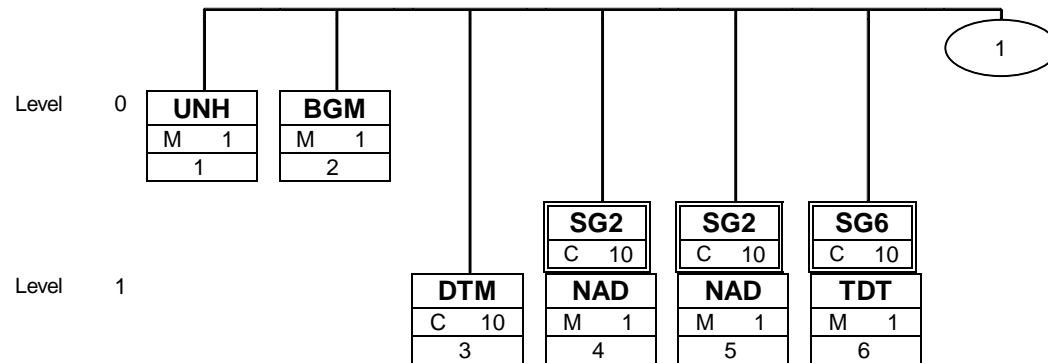 1
Level 0 UNH BGM
M 1 M 1
1 2
SG2 SG2 SG6
C 10 C 10 C 10
Level 1 DTM NAD NAD TDT
C 10 M 1 M 1 M 1
3 4 5 6